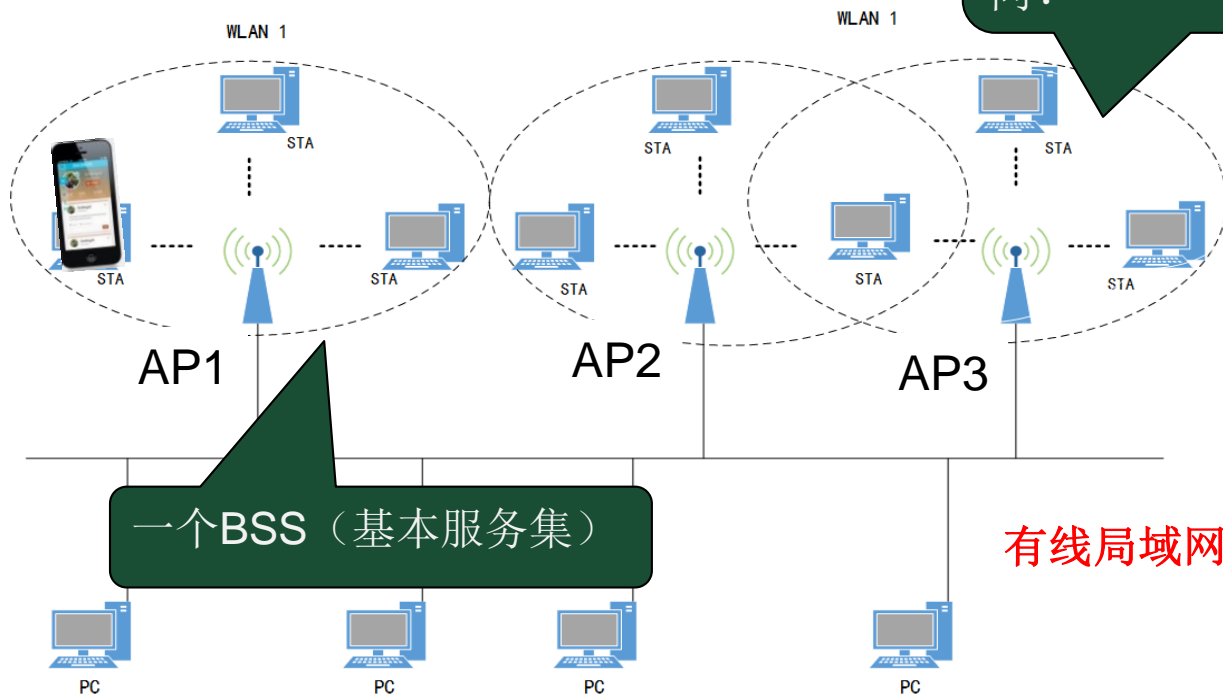 WLAN 1
WLAN 1
STA
STA
STA
STA
STA
STA
STA
STA
STA
AP1
AP2
AP3
一个BSS（基本服务集）
有线局域网
PC
PC
PC
PC